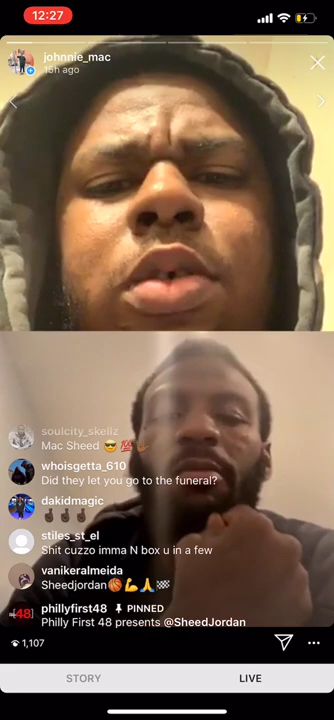 12:27
johnnie_mac
15h ago
soulcity_skellz
Mac Sheed 😎💯🤞🏾
whoisgetta_610
Did they let you go to the funeral?
dakidmagic
stiles_st_el
Shit cuzzo imma N box u in a few
vanikeralmeida
Sheedjordan🏀💪🙏🏁
48
phillyfirst48 PINNED
Philly First 48 presents @SheedJordan
1,107
STORY LIVE